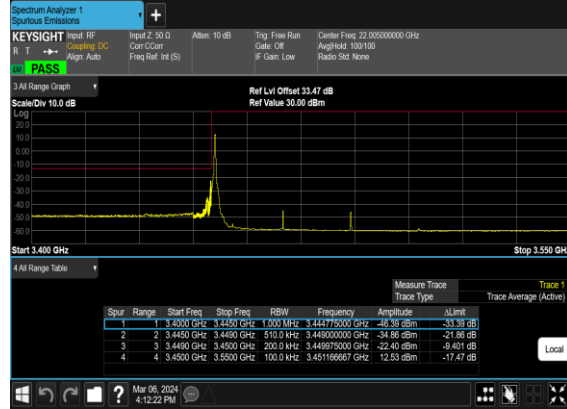 Spectrum Analyzer 1
Spurious Emissions
KEYSIGHT Input: RF Input Z: 50 Ω Atten: 10 dB Trig: Free Run Center Freq: 22.005000000 GHz
R T Coupling: DC Corr CCorr Gate: Off Avg|Hold: 100/100
Align: Auto Freq Ref: Int (S) IF Gain: Low Radio Std: None
PASS
3 All Range Graph Ref Lvl Offset 33.47 dB
Scale/Div 10.0 dB Ref Value 30.00 dBm
Log
20.0
10.0
0.00
-10.0
-20.0
-30.0
-40.0
-50.0
-60.0
Start 3.400 GHz Stop 3.550 GHz
4 All Range Table
Measure Trace Trace 1
Trace Type Trace Average (Active)
Spur Range Start Freq Stop Freq RBW Frequency Amplitude ΔLimit
1 1 3.4000 GHz 3.4450 GHz 1.000 MHz 3.444775000 GHz -46.39 dBm -33.39 dB
2 2 3.4450 GHz 3.4490 GHz 510.0 kHz 3.449000000 GHz -34.86 dBm -21.86 dB
3 3 3.4490 GHz 3.4500 GHz 200.0 kHz 3.449975000 GHz -22.40 dBm -9.401 dB
4 4 3.4500 GHz 3.5500 GHz 100.0 kHz 3.451166667 GHz 12.53 dBm -17.47 dB
Local
? Mar 06, 2024
4:12:22 PM